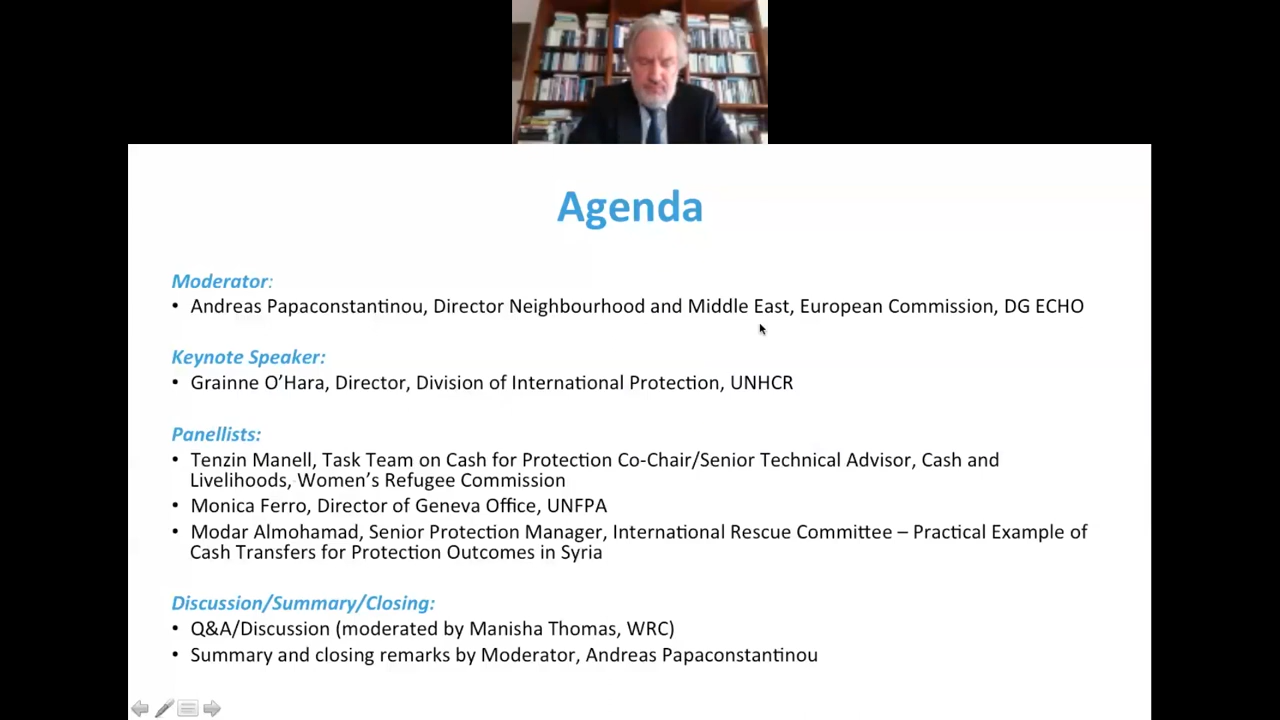 Agenda
Moderator:
• Andreas Papaconstantinou, Director Neighbourhood and Middle East, European Commission, DG ECHO
Keynote Speaker:
• Grainne O’Hara, Director, Division of International Protection, UNHCR
Panellists:
• Tenzin Manell, Task Team on Cash for Protection Co-Chair/Senior Technical Advisor, Cash and
Livelihoods, Women’s Refugee Commission
• Monica Ferro, Director of Geneva Office, UNFPA
• Modar Almohamad, Senior Protection Manager, International Rescue Committee – Practical Example of
Cash Transfers for Protection Outcomes in Syria
Discussion/Summary/Closing:
• Q&A/Discussion (moderated by Manisha Thomas, WRC)
• Summary and closing remarks by Moderator, Andreas Papaconstantinou